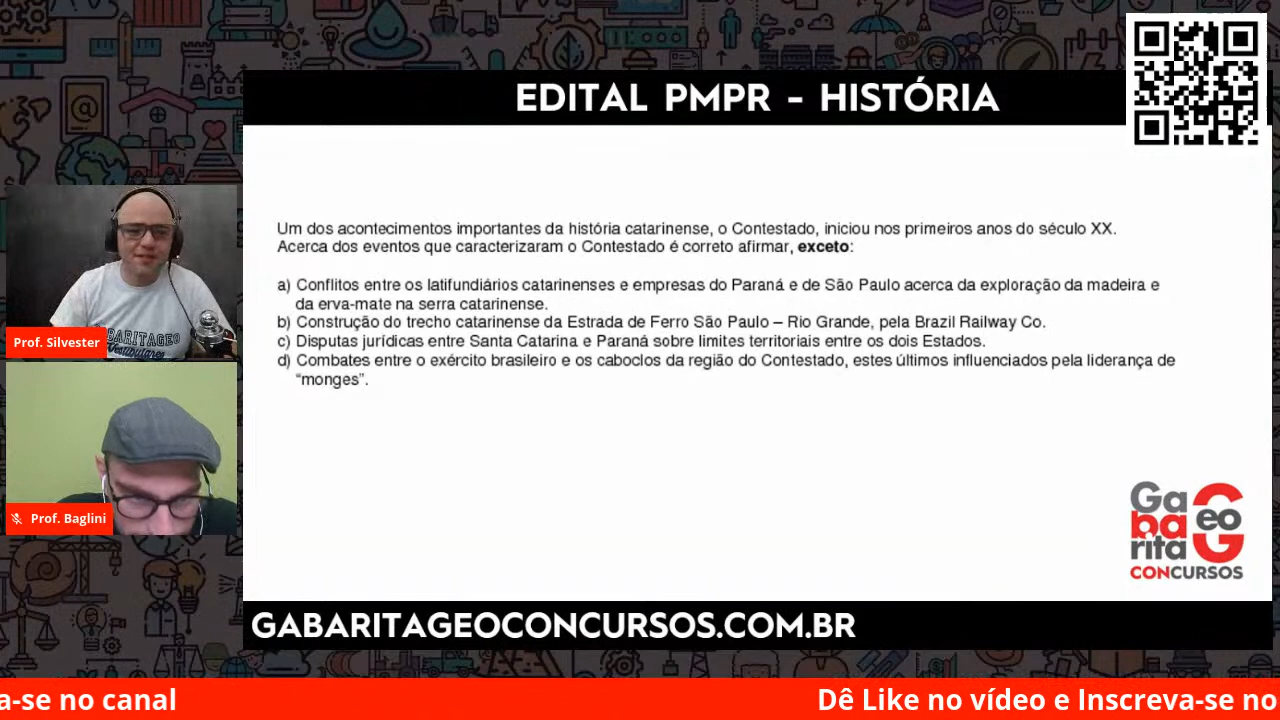 EDITAL PMPR - HISTÓRIA
Um dos acontecimentos importantes da história catarinense, o Contestado, iniciou nos primeiros anos do século XX.
Acerca dos eventos que caracterizaram o Contestado é correto afirmar, exceto:
a) Conflitos entre os latifundiários catarinenses e empresas do Paraná e de São Paulo acerca da exploração da madeira e
da erva-mate na serra catarinense.
b) Construção do trecho catarinense da Estrada de Ferro São Paulo – Rio Grande, pela Brazil Railway Co.
c) Disputas jurídicas entre Santa Catarina e Paraná sobre limites territoriais entre os dois Estados.
d) Combates entre o exército brasileiro e os caboclos da região do Contestado, estes últimos influenciados pela liderança de
“monges”.
Prof. Silvester
Prof. Baglini
Ga
ba
rita
Geo
CONCURSOS
GABARITAGEOCONCURSOS.COM.BR
a-se no canal
Dê Like no vídeo e Inscreva-se no